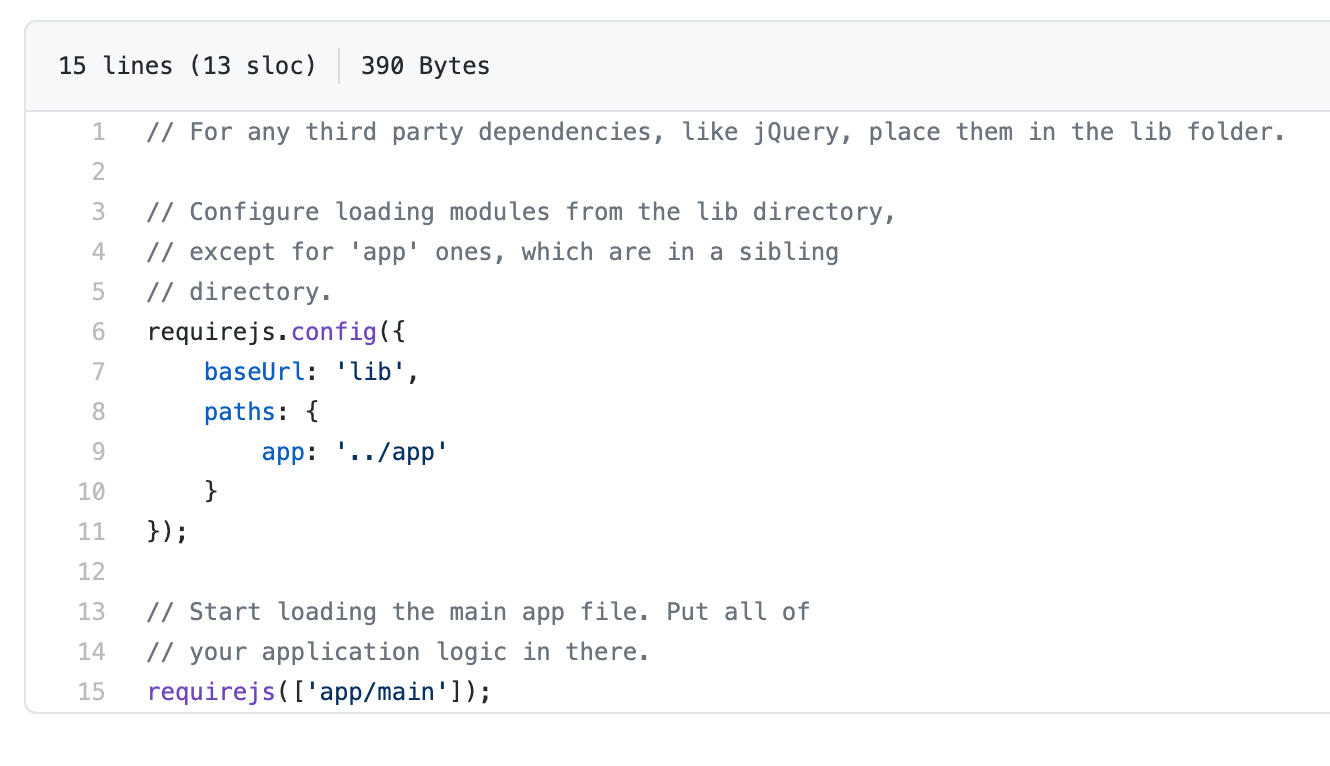 15 lines (13 sloc) 390 Bytes
1 // For any third party dependencies, like jQuery, place them in the lib folder.
2
3 // Configure loading modules from the lib directory,
4 // except for 'app' ones, which are in a sibling
5 // directory.
6 requirejs.config({
7     baseUrl: 'lib',
8     paths: {
9         app: '../app'
10     }
11 });
12
13 // Start loading the main app file. Put all of
14 // your application logic in there.
15 requirejs(['app/main']);